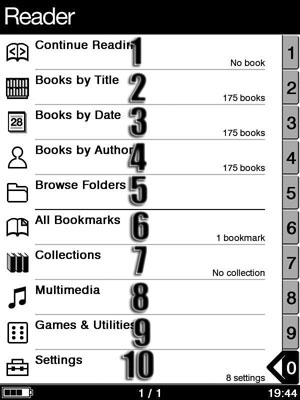 Reader
Continue Readin 1
No book
1
Books by Title 2
175 books
2
28
Books by Date 3
175 books
3
Books by Author 4
175 books
4
Browse Folders 5
5
All Bookmarks 6
1 bookmark
6
Collections 7
No collection
7
Multimedia 8
8
Games & Utilities 9
9
Settings 10
8 settings
0
1 / 1
19:44